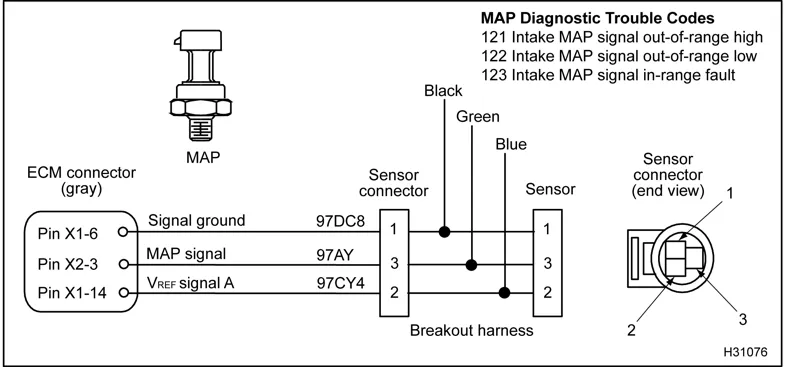 MAP Diagnostic Trouble Codes
121 Intake MAP signal out-of-range high
122 Intake MAP signal out-of-range low
123 Intake MAP signal in-range fault
Black
Green
Blue
MAP
ECM connector
(gray)
Sensor
connector
Sensor
Sensor
connector
(end view)
1
Pin X1-6
Signal ground
97DC8
1
1
Pin X2-3
MAP signal
97AY
3
3
Pin X1-14
VREF signal A
97CY4
2
2
Breakout harness
2
3
H31076